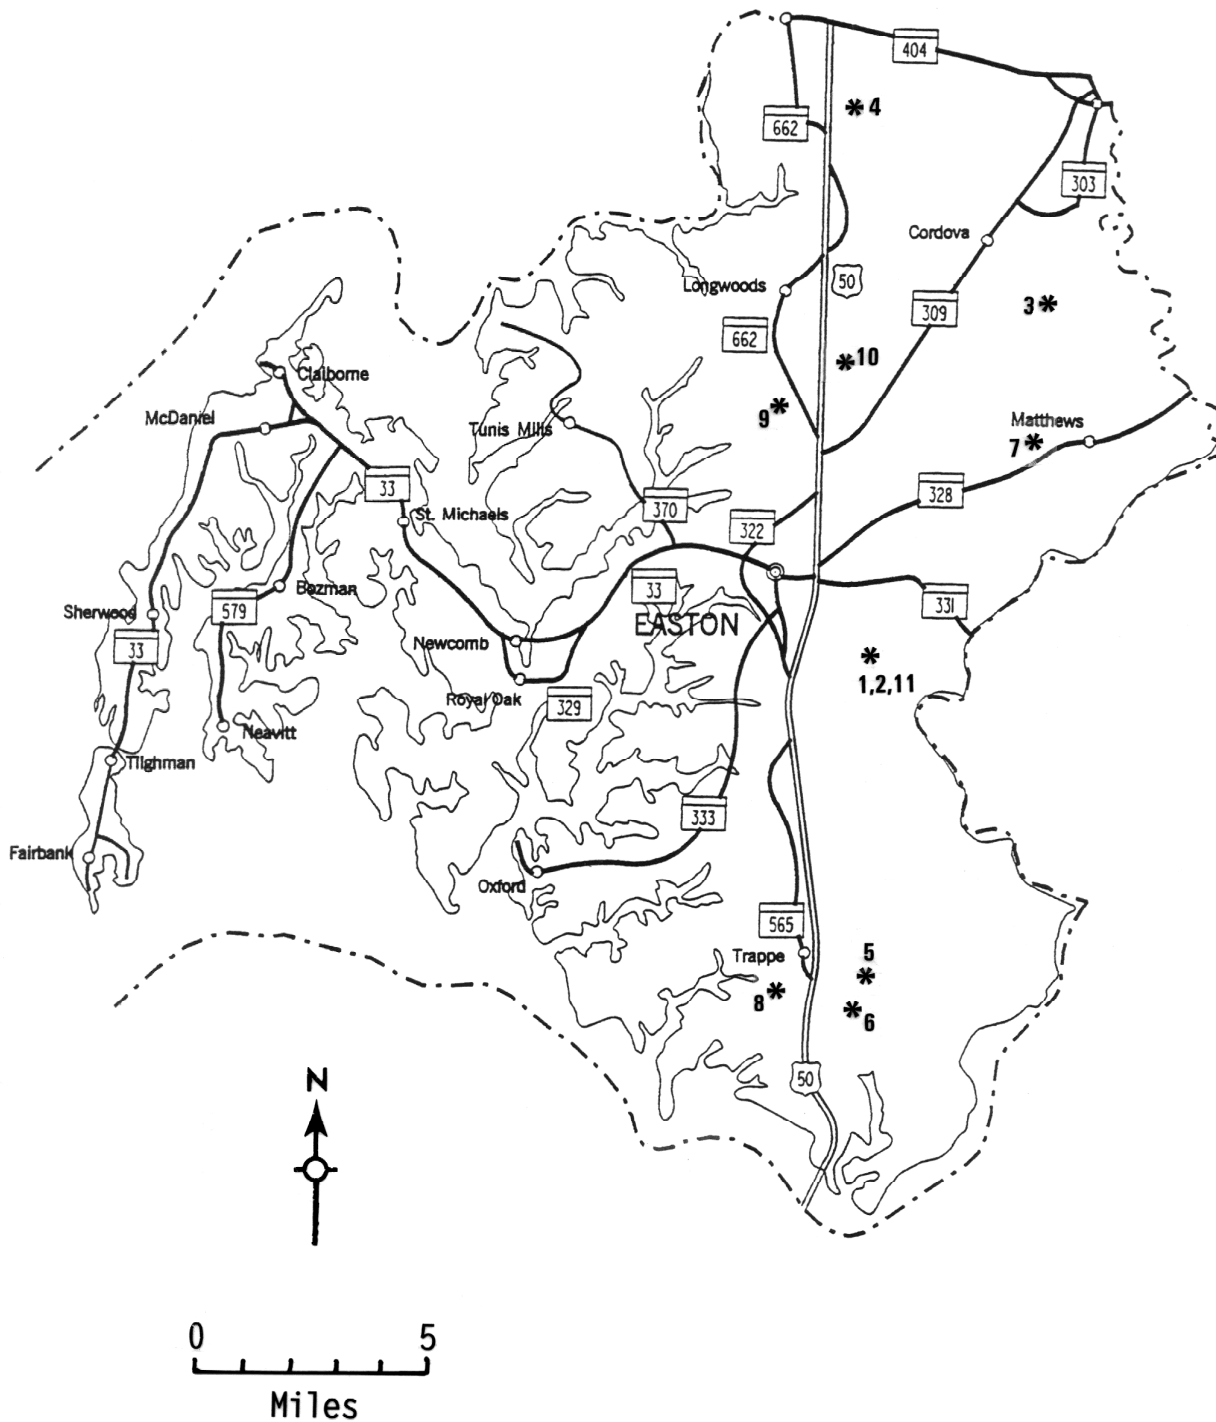 404
* 4
662
303
Cordova
50
Longwoods
309
3 *
662
* 10
Claiborne
9 *
McDaniel
Tunis Mills
Matthews
7 *
33
328
370
St. Michaels
322
33
Bozman
579
331
Sherwood
EASTON
33
Newcomb
*
1,2,11
Royal Oak
329
Neavitt
Tilghman
333
Fairbank
Oxford
565
Trappe
5
*
8 *
* 6
50
N
0 5
Miles